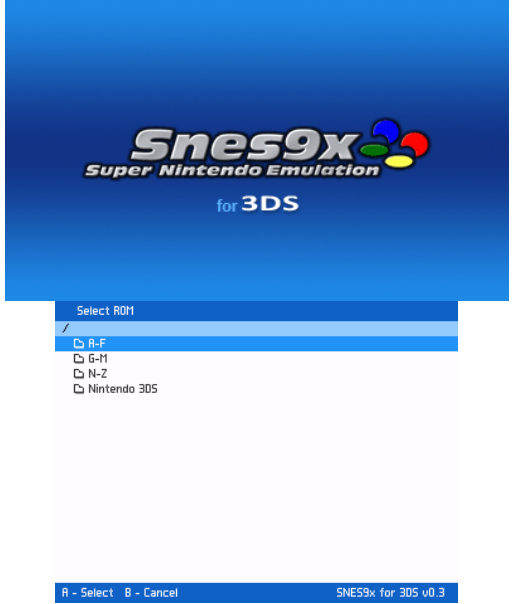 Snes9x
Super Nintendo Emulation
for 3DS
Select ROM
/
A-F
G-M
N-Z
Nintendo 3DS
A - Select B - Cancel SNES9x for 3DS v0.3